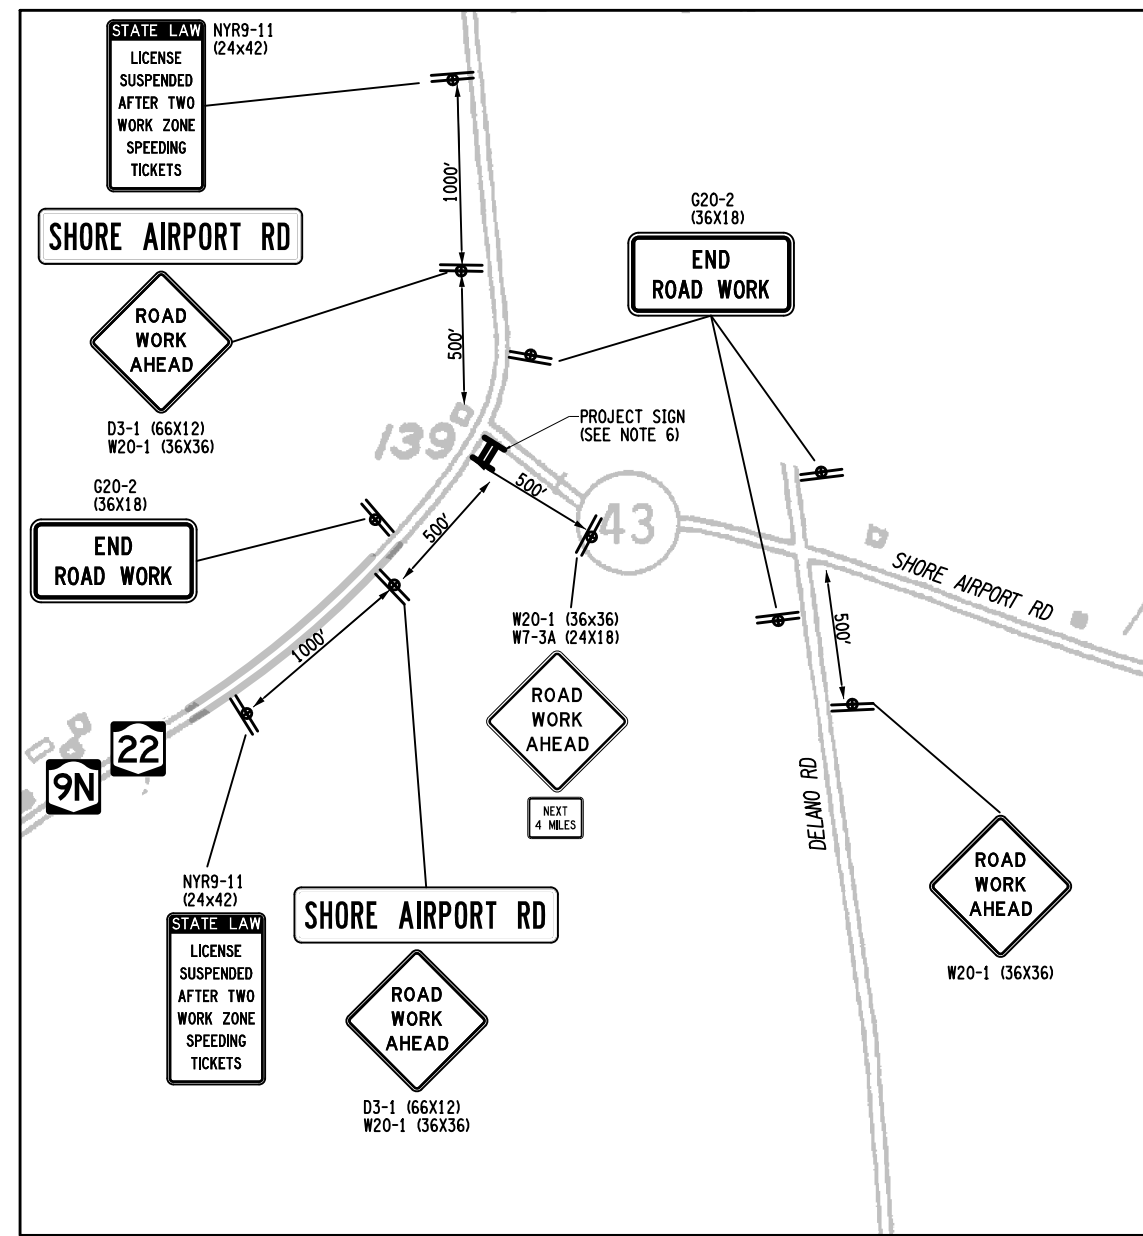 STATE LAW
LICENSE
SUSPENDED
AFTER TWO
WORK ZONE
SPEEDING
TICKETS
NYR9-11
(24x42)
SHORE AIRPORT RD
ROAD
WORK
AHEAD
D3-1 (66X12)
W20-1 (36X36)
1000'
500'
G20-2
(36X18)
END
ROAD WORK
PROJECT SIGN
(SEE NOTE 6)
139
500'
43
G20-2
(36X18)
END
ROAD WORK
500'
1000'
SHORE AIRPORT RD
500'
W20-1 (36x36)
W7-3A (24X18)
ROAD
WORK
AHEAD
NEXT
4 MILES
22
9N
DELANO RD
ROAD
WORK
AHEAD
W20-1 (36X36)
NYR9-11
(24x42)
STATE LAW
LICENSE
SUSPENDED
AFTER TWO
WORK ZONE
SPEEDING
TICKETS
SHORE AIRPORT RD
ROAD
WORK
AHEAD
D3-1 (66X12)
W20-1 (36X36)